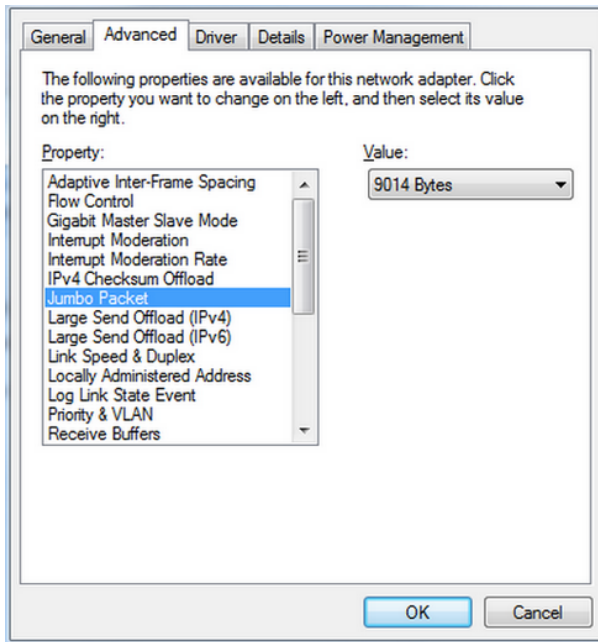 General Advanced Driver Details Power Management
The following properties are available for this network adapter. Click
the property you want to change on the left, and then select its value
on the right.
Property:
Value:
Adaptive Inter-Frame Spacing
Flow Control
Gigabit Master Slave Mode
Interrupt Moderation
Interrupt Moderation Rate
IPv4 Checksum Offload
Jumbo Packet
Large Send Offload (IPv4)
Large Send Offload (IPv6)
Link Speed & Duplex
Locally Administered Address
Log Link State Event
Priority & VLAN
Receive Buffers
9014 Bytes
OK Cancel